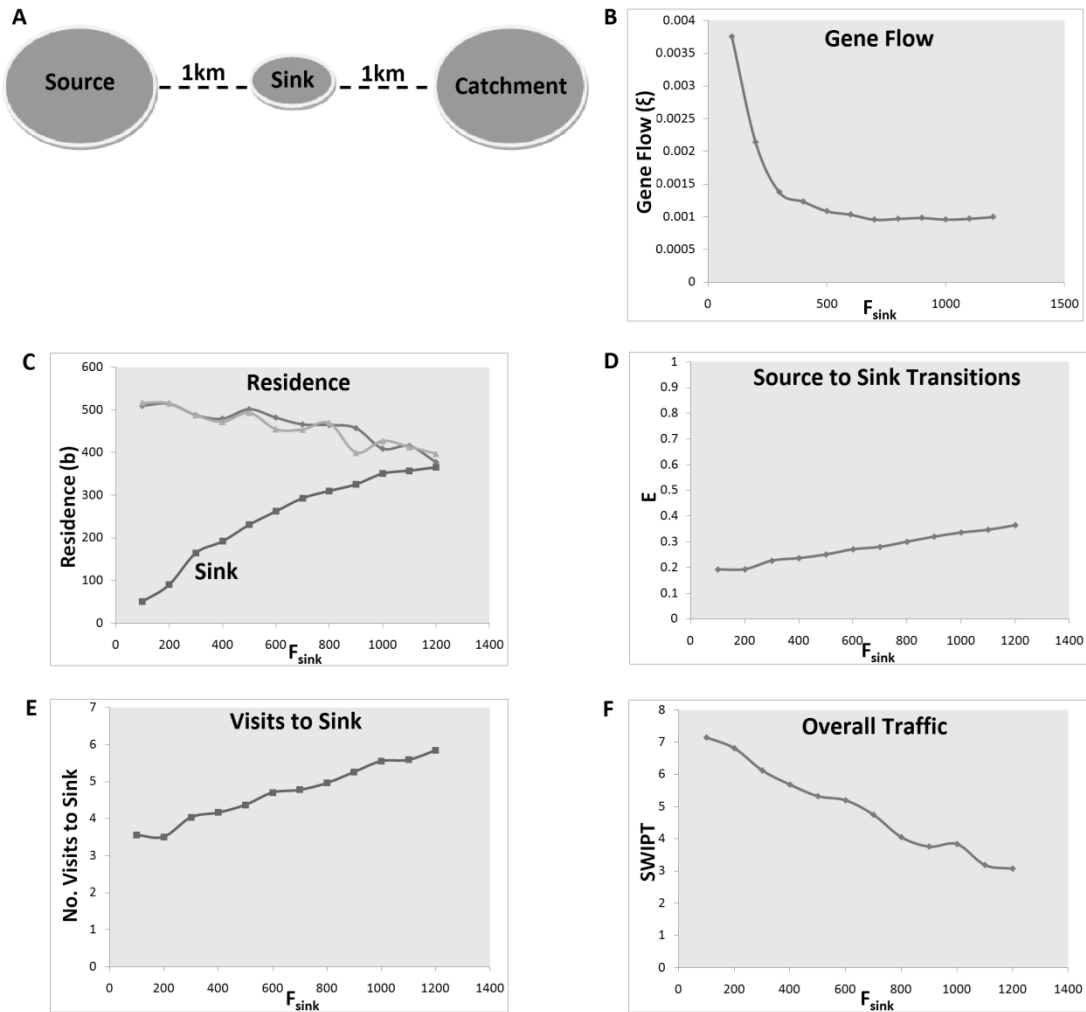 A
Source
1km
Sink
1km
Catchment
B
Gene Flow
Gene Flow (ξ)
0.004
0.0035
0.003
0.0025
0.002
0.0015
0.001
0.0005
0
0 500 1000 1500
F_sink
C
Residence
Residence (b)
600
500
400
300
200
100
0
Sink
0 200 400 600 800 1000 1200 1400
F_sink
D
Source to Sink Transitions
E
1
0.9
0.8
0.7
0.6
0.5
0.4
0.3
0.2
0.1
0
0 200 400 600 800 1000 1200 1400
F_sink
E
Visits to Sink
No. Visits to Sink
7
6
5
4
3
2
1
0
0 200 400 600 800 1000 1200 1400
F_sink
F
Overall Traffic
SWIPT
8
7
6
5
4
3
2
1
0
0 200 400 600 800 1000 1200 1400
F_sink